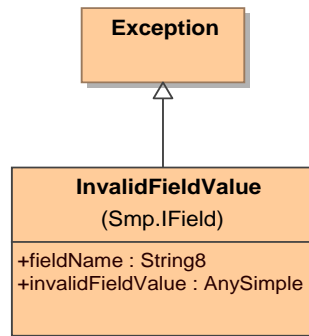 Exception
InvalidFieldValue
(Smp.IField)
+fieldName : String8
+invalidFieldValue : AnySimple